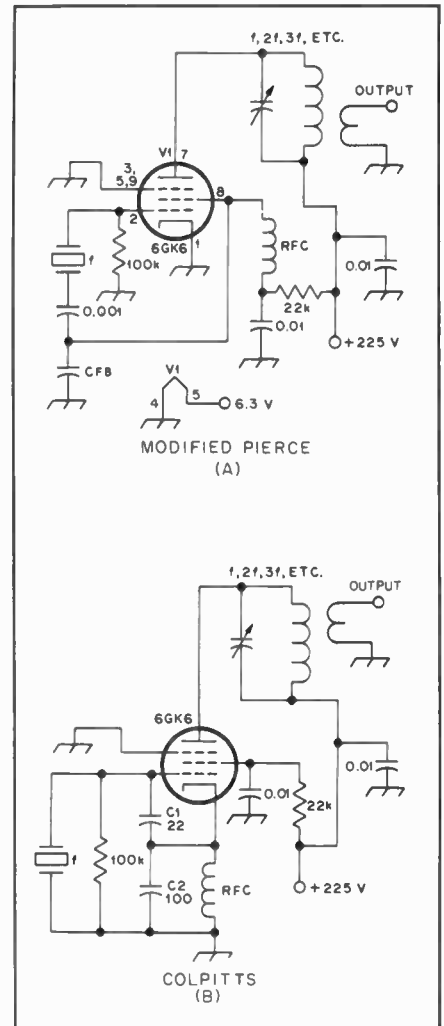 f, 2f, 3f, ETC.
OUTPUT
V1 7
3,
5,9
8
2
6GK6
1
f
100k
RFC
0.001
0.01
22k
0.01
+225 V
CFB
V1
4
5
6.3 V
MODIFIED PIERCE
(A)
f, 2f, 3f, ETC.
OUTPUT
6GK6
0.01
0.01
22k
C1
22
f
100k
C2
100
RFC
+225 V
COLPITTS
(B)